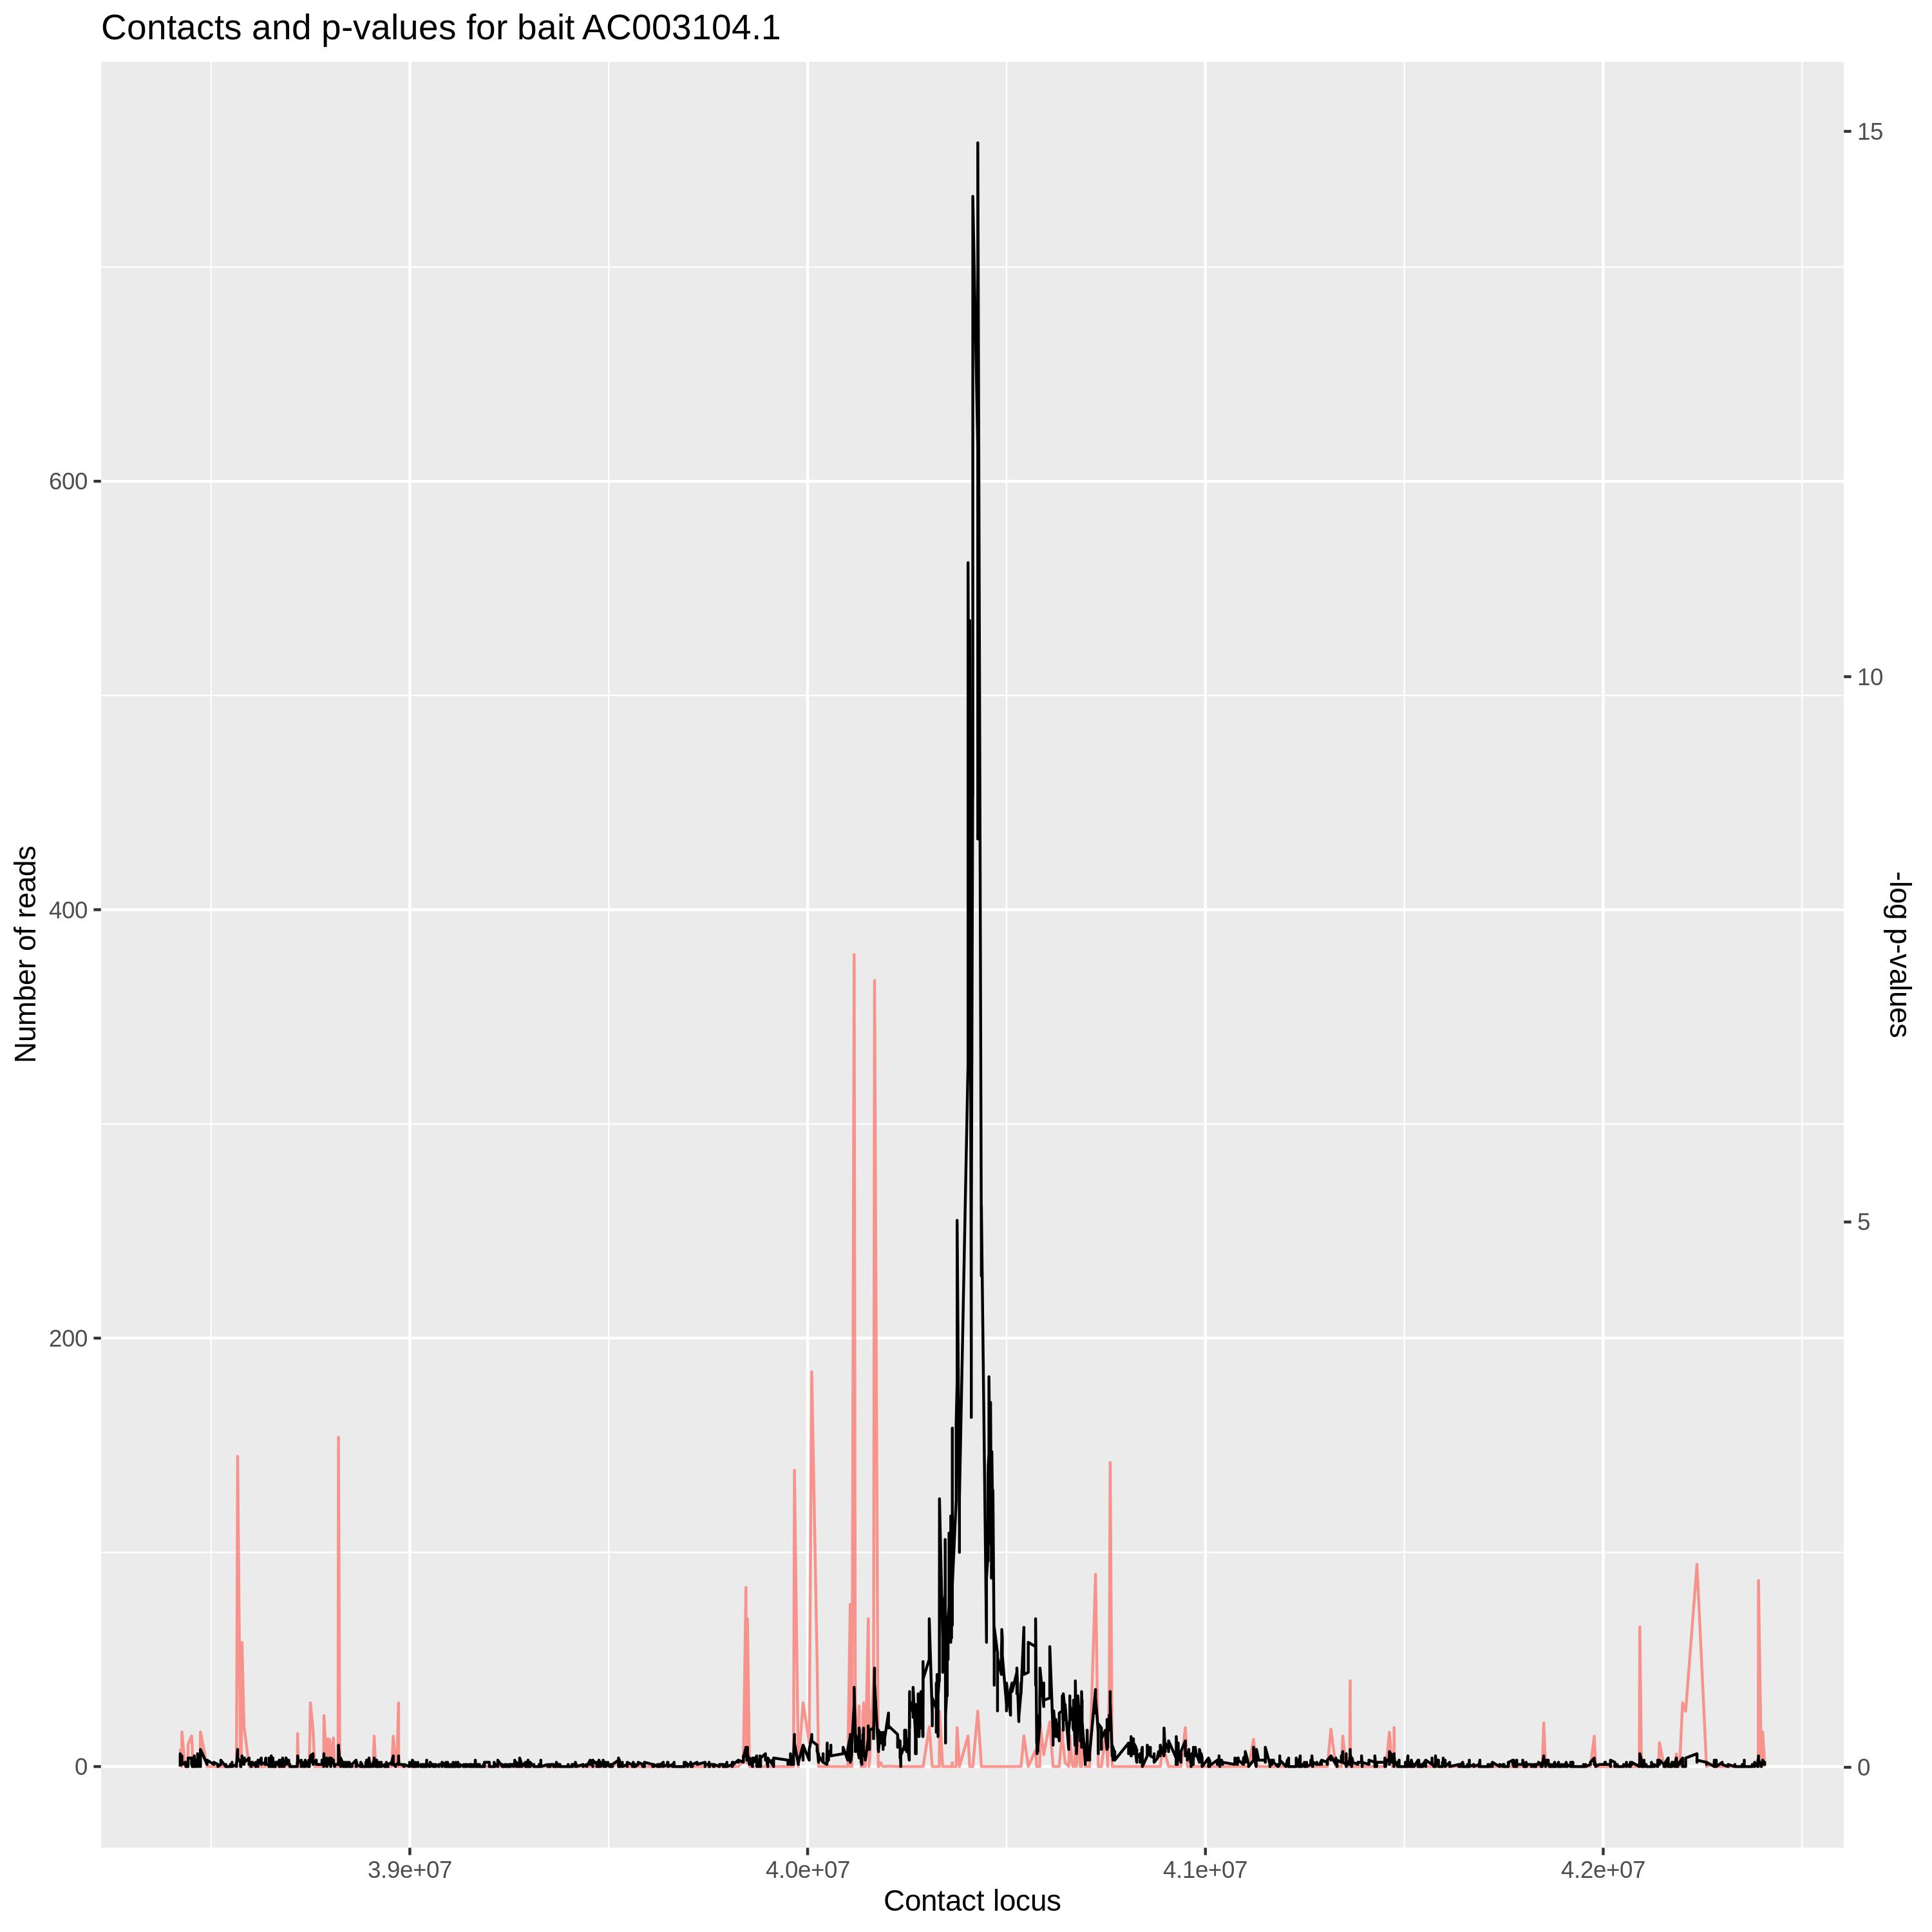 Contacts and p-values for bait AC003104.1
Number of reads
600
400
200
0
-log p-values
15
10
5
0
3.9e+07
4.0e+07
4.1e+07
4.2e+07
Contact locus